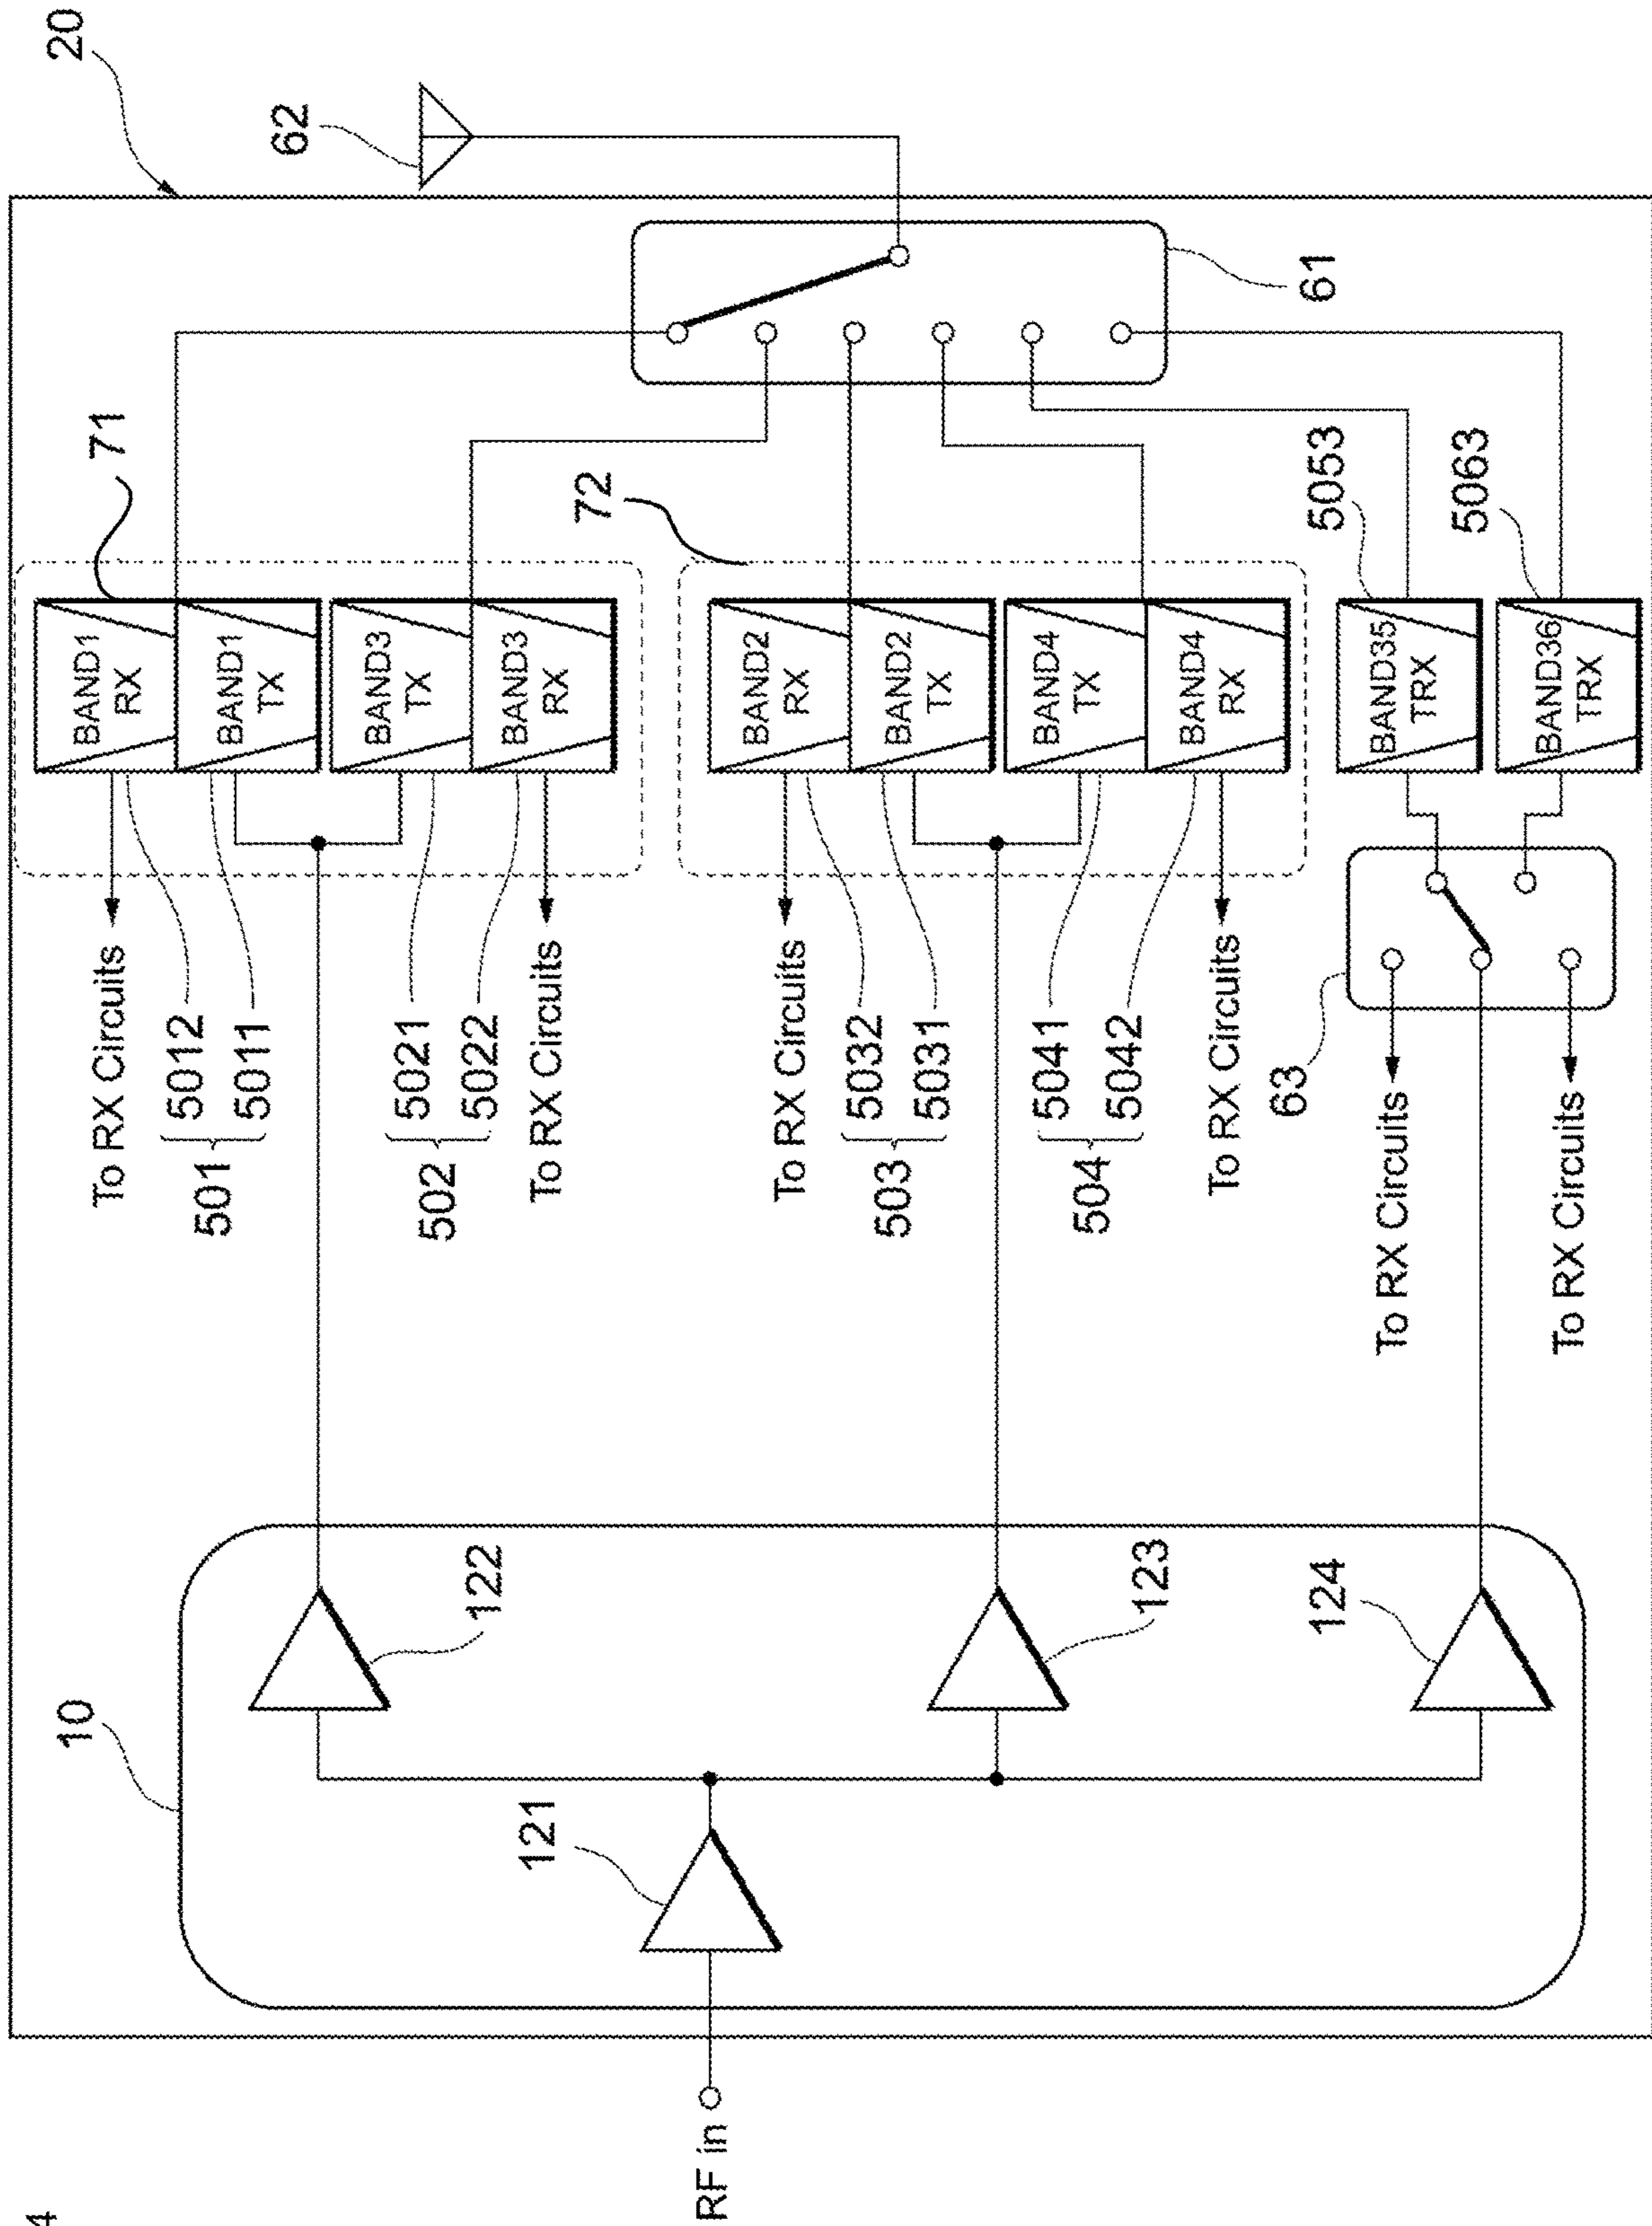 4
20
62
71
BAND1
RX
BAND1
TX
BAND3
TX
BAND3
RX
72
BAND2
RX
BAND2
TX
BAND4
TX
BAND4
RX
61
5053
5063
BAND35
TRX
BAND36
TRX
To RX Circuits
5012
5011
501
5021
5022
502
To RX Circuits
To RX Circuits
5032
5031
503
5041
5042
504
To RX Circuits
63
To RX Circuits
To RX Circuits
10
121
122
123
124
RF in